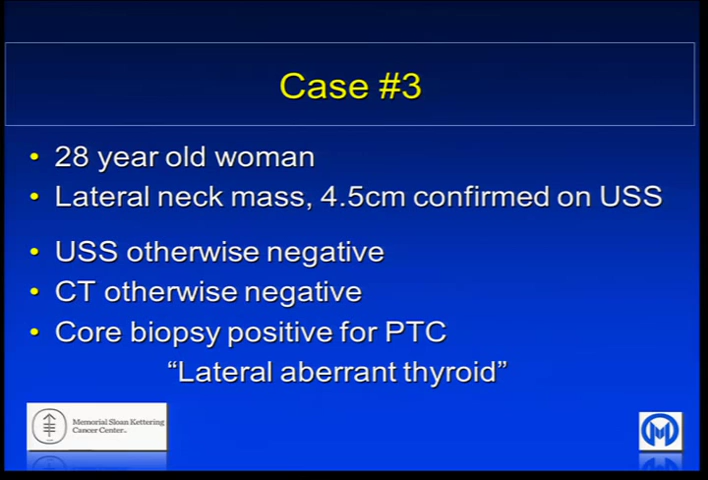 Case #3
• 28 year old woman
• Lateral neck mass, 4.5cm confirmed on USS
• USS otherwise negative
• CT otherwise negative
• Core biopsy positive for PTC
“Lateral aberrant thyroid”
Memorial Sloan Kettering
Cancer Center